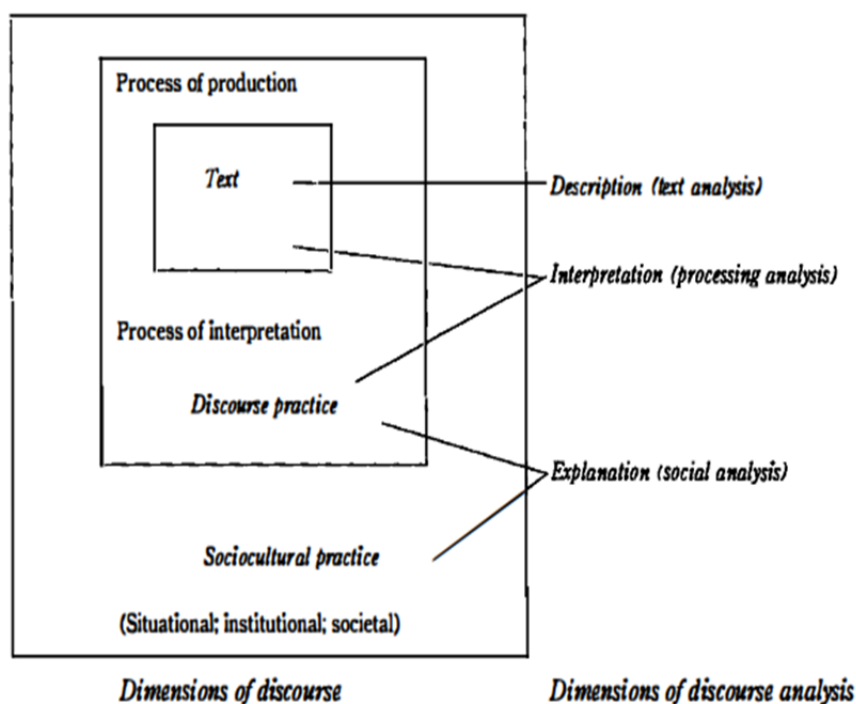 Process of production
Text
Description (text analysis)
Interpretation (processing analysis)
Process of interpretation
Discourse practice
Explanation (social analysis)
Sociocultural practice
(Situational; institutional; societal)
Dimensions of discourse
Dimensions of discourse analysis